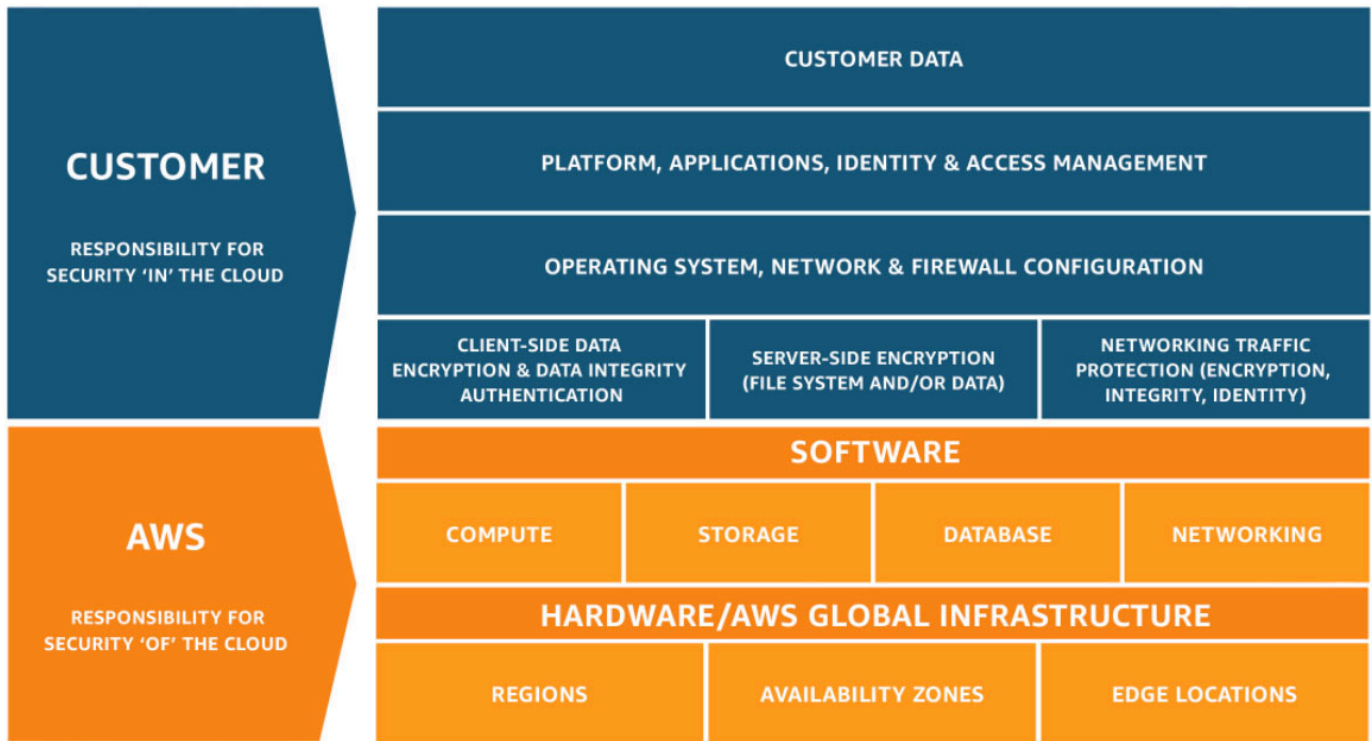 CUSTOMER
RESPONSIBILITY FOR
SECURITY ‘IN’ THE CLOUD
CUSTOMER DATA
PLATFORM, APPLICATIONS, IDENTITY & ACCESS MANAGEMENT
OPERATING SYSTEM, NETWORK & FIREWALL CONFIGURATION
CLIENT-SIDE DATA
ENCRYPTION & DATA INTEGRITY
AUTHENTICATION
SERVER-SIDE ENCRYPTION
(FILE SYSTEM AND/OR DATA)
NETWORKING TRAFFIC
PROTECTION (ENCRYPTION,
INTEGRITY, IDENTITY)
AWS
RESPONSIBILITY FOR
SECURITY ‘OF’ THE CLOUD
SOFTWARE
COMPUTE
STORAGE
DATABASE
NETWORKING
HARDWARE/AWS GLOBAL INFRASTRUCTURE
REGIONS
AVAILABILITY ZONES
EDGE LOCATIONS